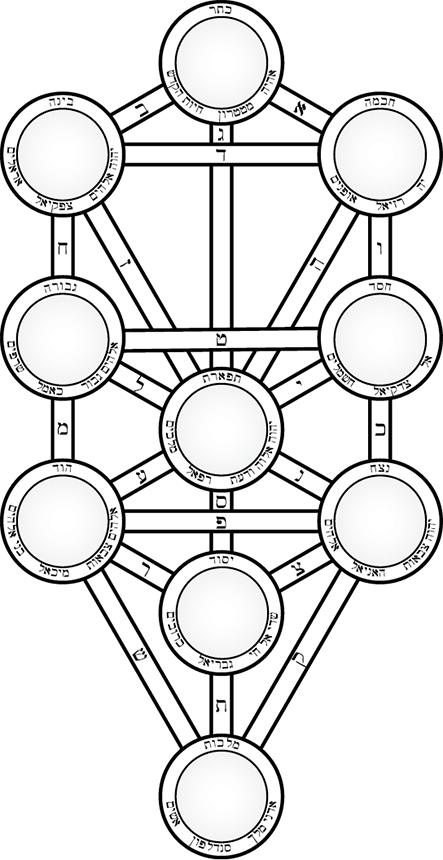 כתר
אהיה
מטטרון
חיות הקדש
ב
א
ג
בינה
יהוה אלהים
צפקיאל
אראלים
ד
חכמה
יה
רזיאל
אופנים
ח
ז
ה
ו
גבורה
אלהים גבור
כאמל
שרפים
ט
חסד
אל
צדקיאל
חשמלים
ל
י
תפארת
יהוה אלוה ודעת
רפאל
מלכים
מ
כ
ע
נ
הוד
אלהים צבאות
מיכאל
בני אלהים
ס
פ
נצח
יהוה צבאות
האניאל
אלהים
ר
צ
יסוד
שדי אל חי
גבריאל
כרובים
ש
ק
ת
מלכות
אדני מלך
סנדלפון
אשים